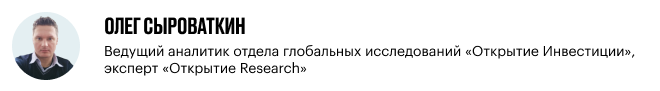 ОЛЕГ СЫРОВАТКИН
Ведущий аналитик отдела глобальных исследований «Открытие Инвестиции»,
эксперт «Открытие Research»